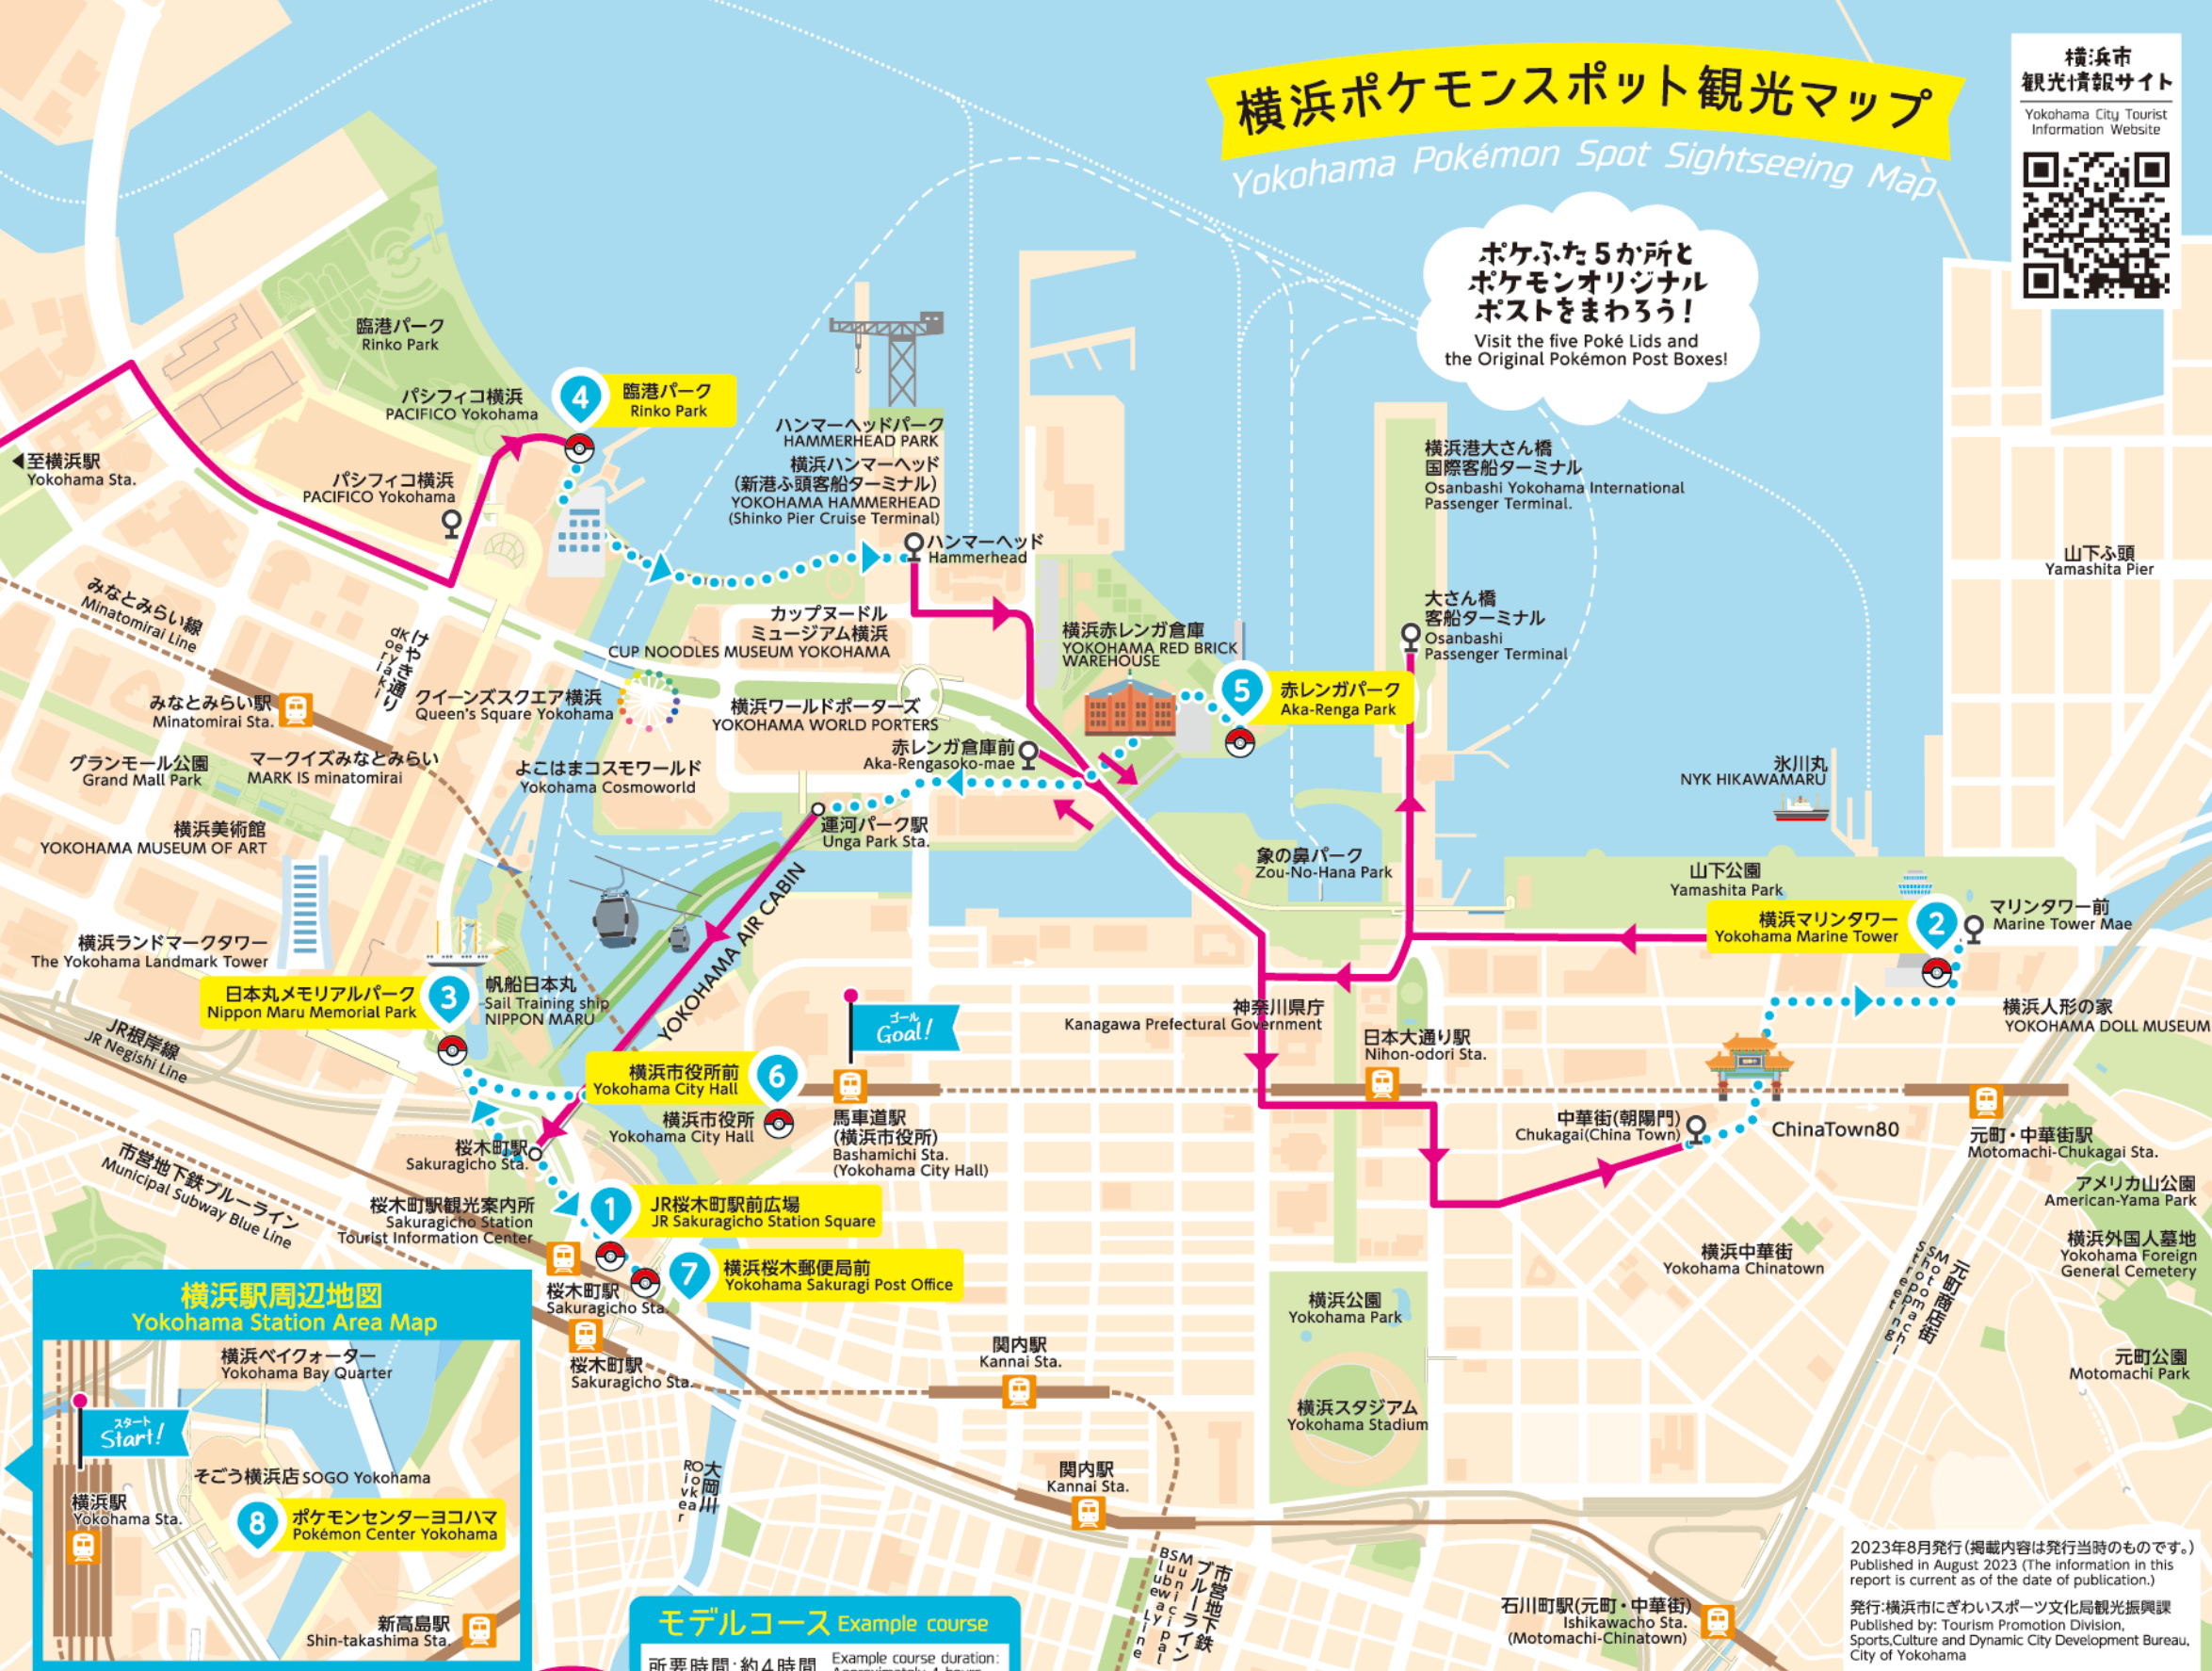 横浜ポケモンスポット観光マップ
Yokohama Pokémon Spot Sightseeing Map
横浜市
観光情報サイト
Yokohama City Tourist
Information Website
ポケふた5か所と
ポケモンオリジナル
ポストをまわろう!
Visit the five Poké Lids and
the Original Pokémon Post Boxes!
臨港パーク
Rinko Park
パシフィコ横浜
PACIFICO Yokohama
4
臨港パーク
Rinko Park
◀至横浜駅
Yokohama Sta.
パシフィコ横浜
PACIFICO Yokohama
ハンマーヘッドパーク
HAMMERHEAD PARK
横浜ハンマーヘッド
(新港ふ頭客船ターミナル)
YOKOHAMA HAMMERHEAD
(Shinko Pier Cruise Terminal)
ハンマーヘッド
Hammerhead
横浜港大さん橋
国際客船ターミナル
Osanbashi Yokohama International
Passenger Terminal.
大さん橋
客船ターミナル
Osanbashi
Passenger Terminal
山下ふ頭
Yamashita Pier
みなとみらい線
Minatomirai Line
けやき通り
Keyaki
dori
カップヌードル
ミュージアム横浜
CUP NOODLES MUSEUM YOKOHAMA
横浜赤レンガ倉庫
YOKOHAMA RED BRICK
WAREHOUSE
5
赤レンガパーク
Aka-Renga Park
みなとみらい駅
Minatomirai Sta.
クイーンズスクエア横浜
Queen's Square Yokohama
横浜ワールドポーターズ
YOKOHAMA WORLD PORTERS
赤レンガ倉庫前
Aka-Rengasoko-mae
グランモール公園
Grand Mall Park
マークイズみなとみらい
MARK IS minatomirai
よこはまコスモワールド
Yokohama Cosmoworld
氷川丸
NYK HIKAWAMARU
横浜美術館
YOKOHAMA MUSEUM OF ART
運河パーク駅
Unga Park Sta.
象の鼻パーク
Zou-No-Hana Park
山下公園
Yamashita Park
YOKOHAMA AIR CABIN
横浜マリンタワー
Yokohama Marine Tower
2
マリンタワー前
Marine Tower Mae
横浜ランドマークタワー
The Yokohama Landmark Tower
日本丸メモリアルパーク
Nippon Maru Memorial Park
3
帆船日本丸
Sail Training ship
NIPPON MARU
ゴール
Goal!
神奈川県庁
Kanagawa Prefectural Government
日本大通り駅
Nihon-odori Sta.
横浜人形の家
YOKOHAMA DOLL MUSEUM
JR根岸線
JR Negishi Line
横浜市役所前
Yokohama City Hall
6
横浜市役所
Yokohama City Hall
馬車道駅
(横浜市役所)
Bashamichi Sta.
(Yokohama City Hall)
中華街(朝陽門)
Chukagai(China Town)
ChinaTown80
元町・中華街駅
Motomachi-Chukagai Sta.
桜木町駅
Sakuragicho Sta.
市営地下鉄ブルーライン
Municipal Subway Blue Line
桜木町駅観光案内所
Sakuragicho Station
Tourist Information Center
1
JR桜木町駅前広場
JR Sakuragicho Station Square
アメリカ山公園
American-Yama Park
横浜中華街
Yokohama Chinatown
元町商店街
Motomachi
Shopping
Street
横浜外国人墓地
Yokohama Foreign
General Cemetery
7
横浜桜木郵便局前
Yokohama Sakuragi Post Office
桜木町駅
Sakuragicho Sta.
横浜公園
Yokohama Park
桜木町駅
Sakuragicho Sta.
関内駅
Kannai Sta.
元町公園
Motomachi Park
横浜スタジアム
Yokohama Stadium
横浜駅周辺地図
Yokohama Station Area Map
横浜ベイクォーター
Yokohama Bay Quarter
スタート
Start!
そごう横浜店 SOGO Yokohama
横浜駅
Yokohama Sta.
8
ポケモンセンターヨコハマ
Pokémon Center Yokohama
新高島駅
Shin-takashima Sta.
大岡川
Ooka
River
関内駅
Kannai Sta.
市営地下鉄
ブルーライン
Municipal
Subway
Blue Line
モデルコース Example course
所要時間:約4時間
Example course duration:
Approximately 4 hours
石川町駅(元町・中華街)
Ishikawacho Sta.
(Motomachi-Chinatown)
2023年8月発行(掲載内容は発行当時のものです。)
Published in August 2023 (The information in this
report is current as of the date of publication.)
発行:横浜市にぎわいスポーツ文化局観光振興課
Published by: Tourism Promotion Division,
Sports,Culture and Dynamic City Development Bureau,
City of Yokohama